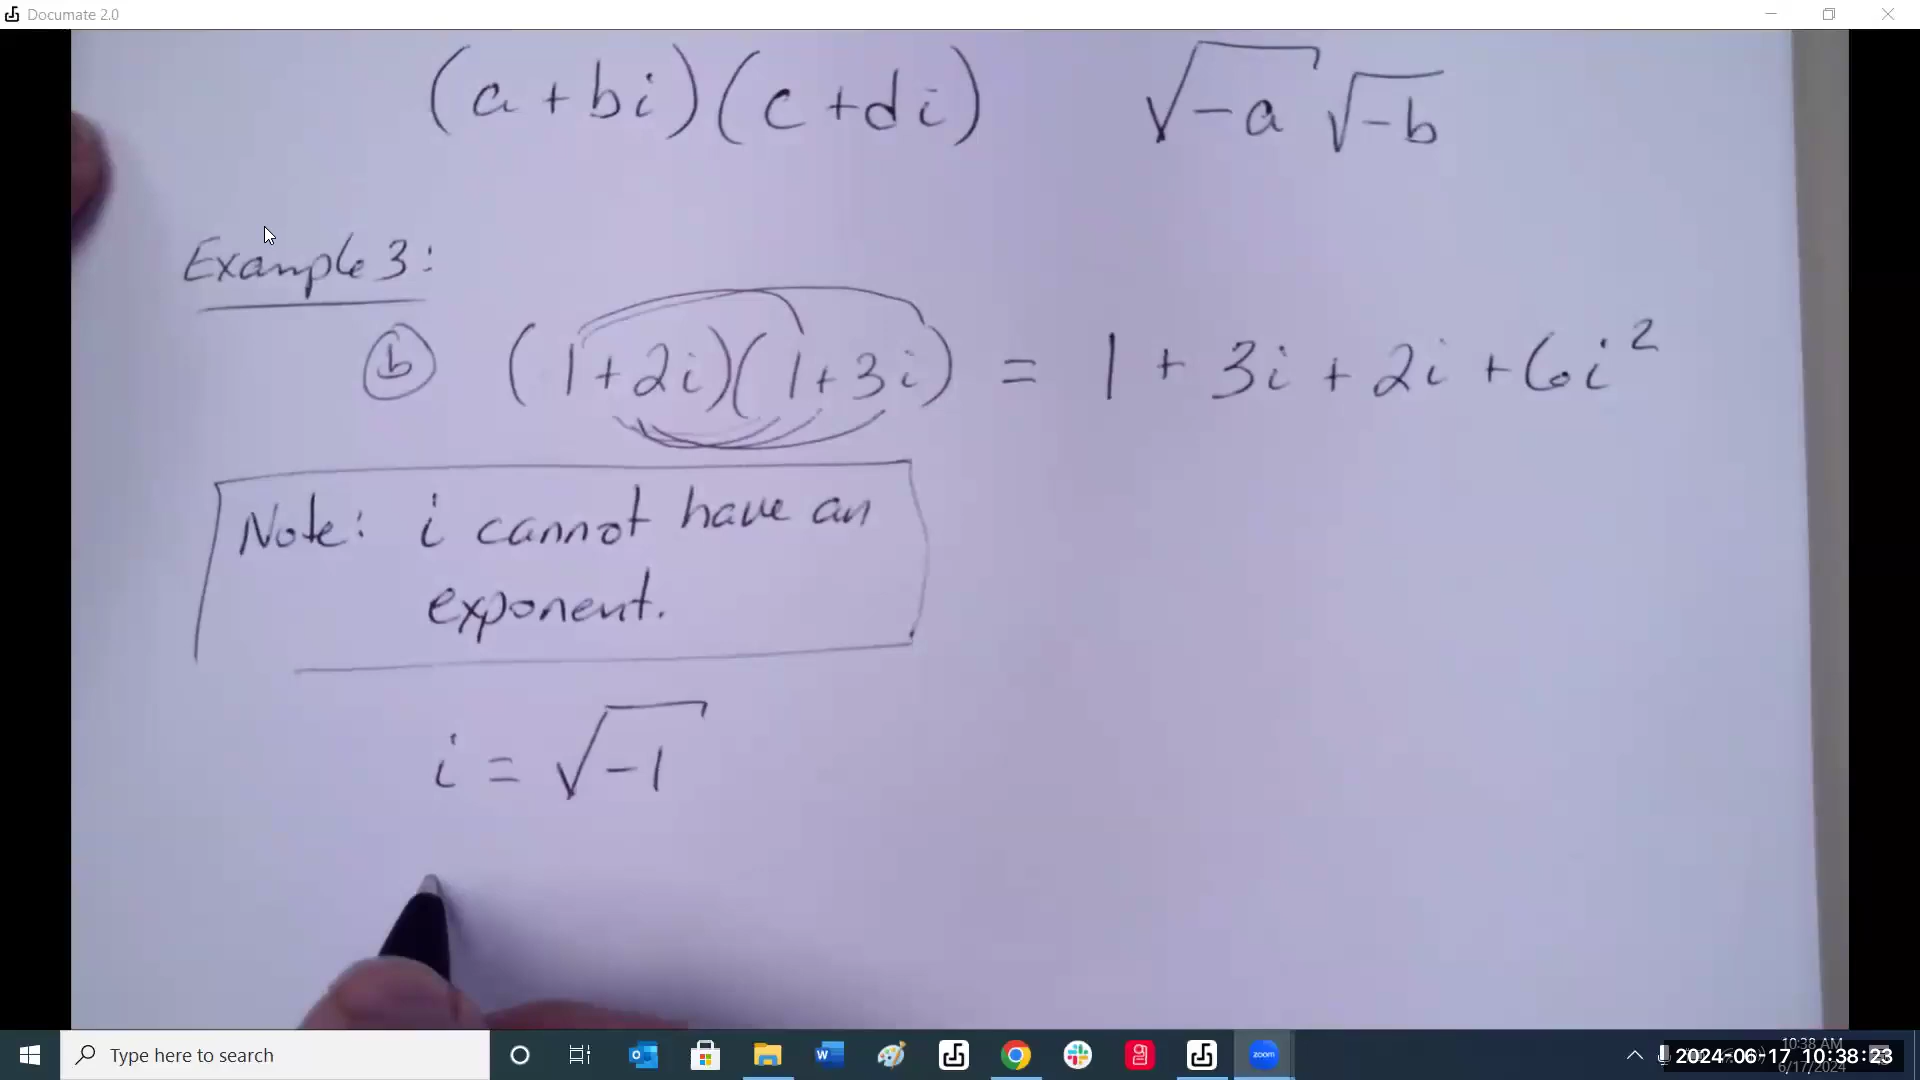 Documate 2.0
(a + bi)(c + di) √-a √-b
Example 3:
b (1 + 2i)(1 + 3i) = 1 + 3i + 2i + 6i²
Note: i cannot have an
exponent.
i = √-1
Type here to search
zoom
10:38 AM
2024-06-17 10:38:23
6/17/2024